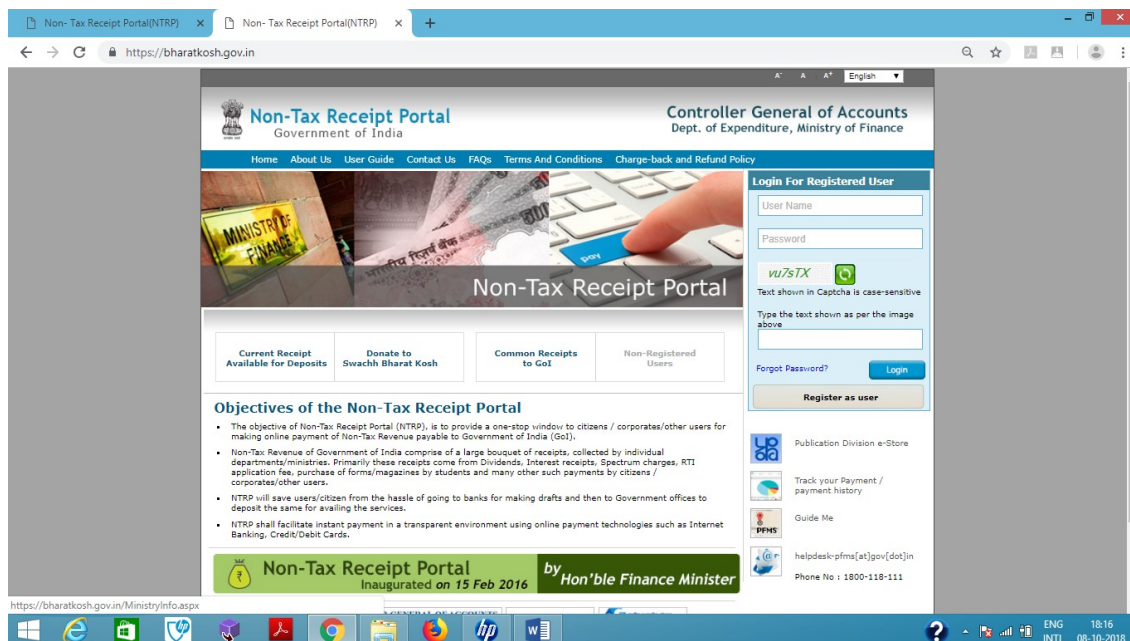 Non- Tax Receipt Portal(NTRP)
Non- Tax Receipt Portal(NTRP)
https://bharatkosh.gov.in
A- A A+ English
Non-Tax Receipt Portal
Government of India
Controller General of Accounts
Dept. of Expenditure, Ministry of Finance
Home About Us User Guide Contact Us FAQs Terms And Conditions Charge-back and Refund Policy
MINISTRY OF
FINANCE
भारतीय रिज़र्व बैंक
500
pay
Non-Tax Receipt Portal
Login For Registered User
User Name
Password
vu7sTX
Text shown in Captcha is case-sensitive
Type the text shown as per the image
above
Forgot Password? Login
Register as user
Current Receipt
Available for Deposits
Donate to
Swachh Bharat Kosh
Common Receipts
to GoI
Non-Registered
Users
Objectives of the Non-Tax Receipt Portal
The objective of Non-Tax Receipt Portal (NTRP), is to provide a one-stop window to citizens / corporates/other users for
making online payment of Non-Tax Revenue payable to Government of India (GoI).
Non-Tax Revenue of Government of India comprise of a large bouquet of receipts, collected by individual
departments/ministries. Primarily these receipts come from Dividends, Interest receipts, Spectrum charges, RTI
application fee, purchase of forms/magazines by students and many other such payments by citizens /
corporates/other users.
NTRP will save users/citizen from the hassle of going to banks for making drafts and then to Government offices to
deposit the same for availing the services.
NTRP shall facilitate instant payment in a transparent environment using online payment technologies such as Internet
Banking, Credit/Debit Cards.
Publication Division e-Store
Track your Payment /
payment history
PFMS
Guide Me
helpdesk-pfms[at]gov[dot]in
Phone No : 1800-118-111
Non-Tax Receipt Portal
Inaugurated on 15 Feb 2016
by
Hon'ble Finance Minister
https://bharatkosh.gov.in/MinistryInfo.aspx
ENG
INTL
18:16
08-10-2018